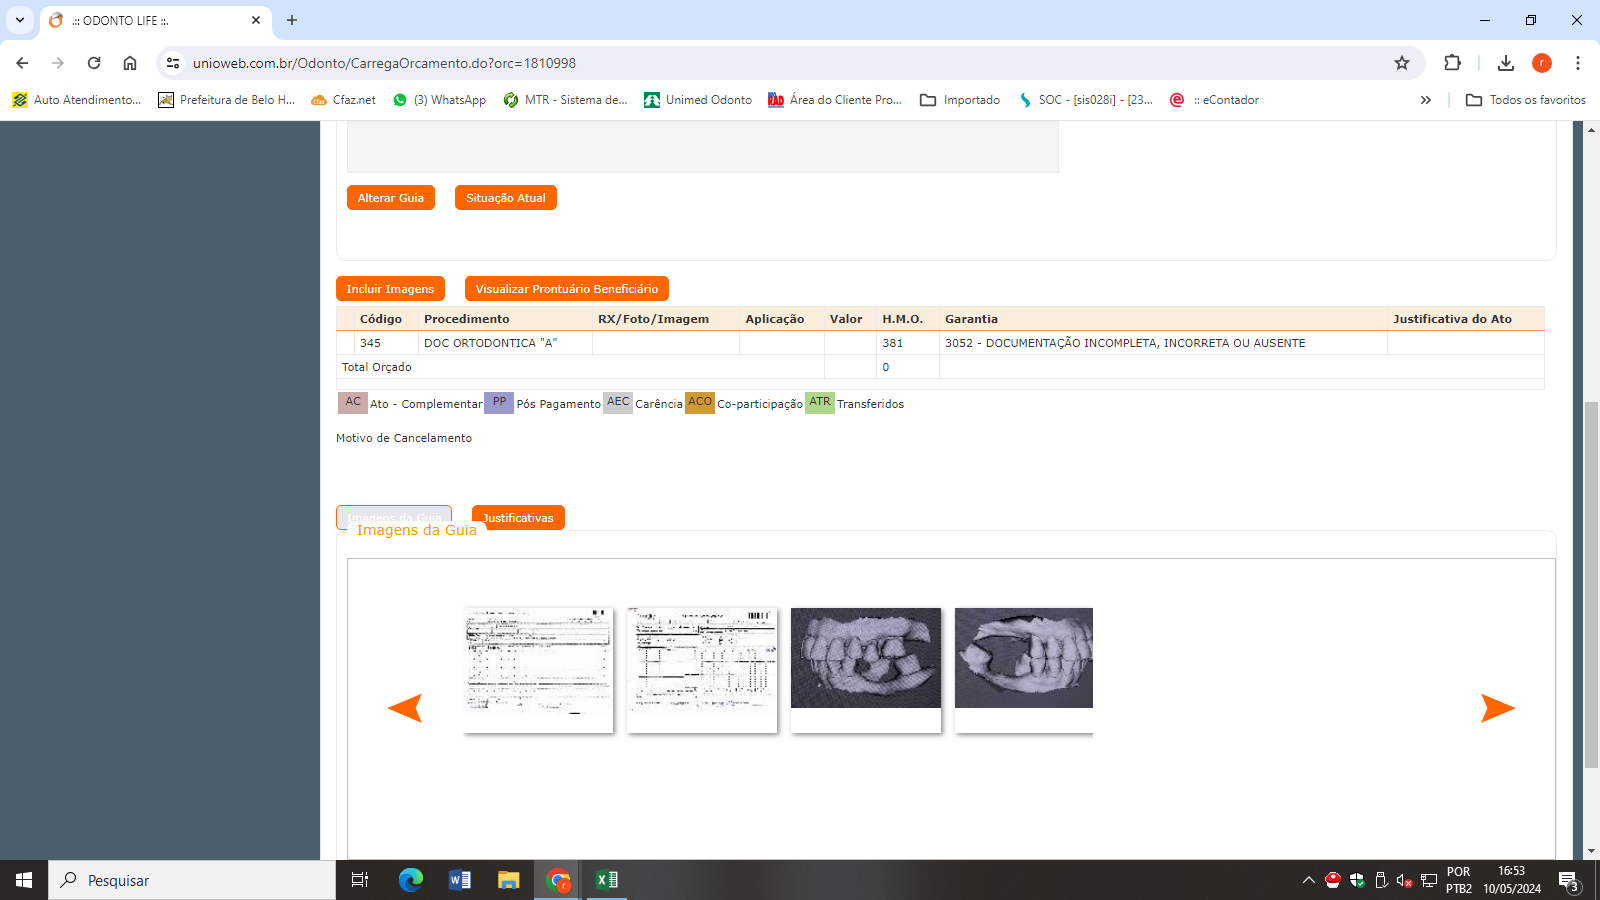 .:: ODONTO LIFE ::.
unioweb.com.br/Odonto/CarregaOrcamento.do?orc=1810998
r
Auto Atendimento...
Prefeitura de Belo H...
Cfaz.net
(3) WhatsApp
MTR - Sistema de...
Unimed Odonto
Área do Cliente Pro...
Importado
SOC - [sis028i] - [23...
:: eContador
Todos os favoritos
Alterar Guia
Situação Atual
Incluir Imagens
Visualizar Prontuário Beneficiário
Código Procedimento RX/Foto/Imagem Aplicação Valor H.M.O. Garantia Justificativa do Ato
345 DOC ORTODONTICA "A" 381 3052 - DOCUMENTAÇÃO INCOMPLETA, INCORRETA OU AUSENTE
Total Orçado 0
AC Ato - Complementar PP Pós Pagamento AEC Carência ACO Co-participação ATR Transferidos
Motivo de Cancelamento
Imagens da Guia
Justificativas
Imagens da Guia
Pesquisar
r
POR
PTB2
16:53
10/05/2024
3